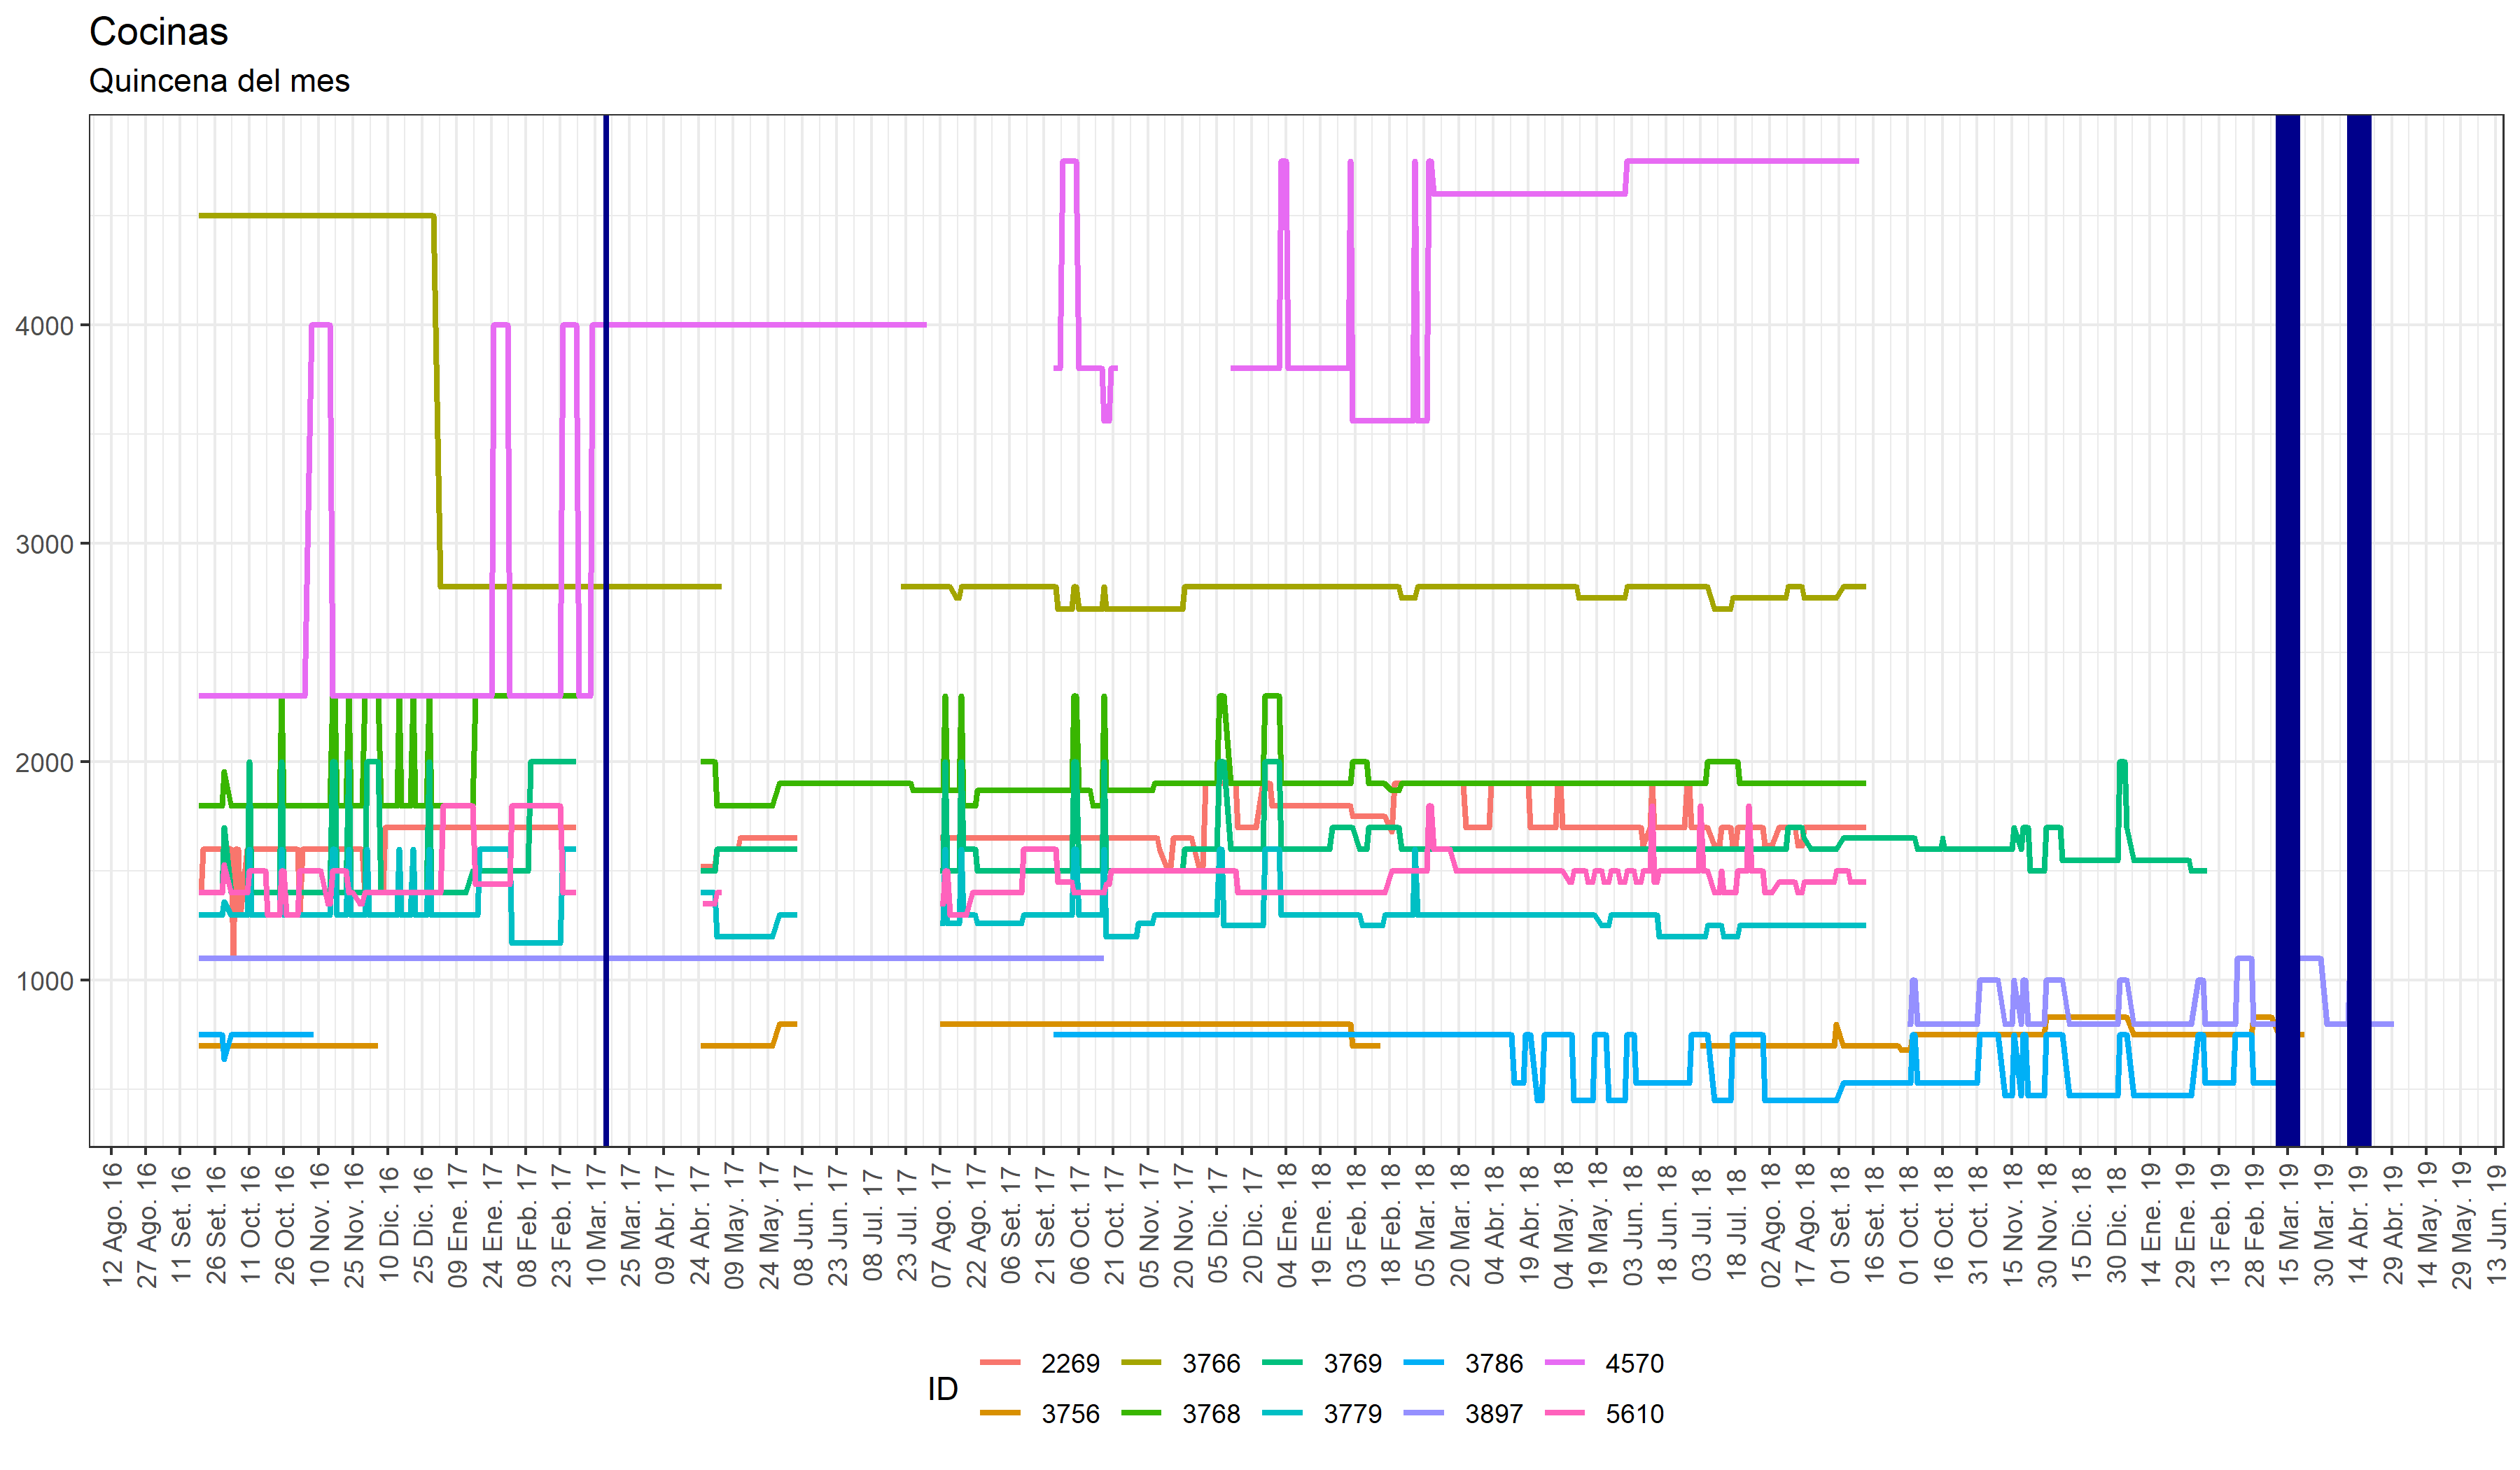 Cocinas
Quincena del mes
4000
3000
2000
1000
12 Ago. 16
27 Ago. 16
11 Set. 16
26 Set. 16
11 Oct. 16
26 Oct. 16
10 Nov. 16
25 Nov. 16
10 Dic. 16
25 Dic. 16
09 Ene. 17
24 Ene. 17
08 Feb. 17
23 Feb. 17
10 Mar. 17
25 Mar. 17
09 Abr. 17
24 Abr. 17
09 May. 17
24 May. 17
08 Jun. 17
23 Jun. 17
08 Jul. 17
23 Jul. 17
07 Ago. 17
22 Ago. 17
06 Set. 17
21 Set. 17
06 Oct. 17
21 Oct. 17
05 Nov. 17
20 Nov. 17
05 Dic. 17
20 Dic. 17
04 Ene. 18
19 Ene. 18
03 Feb. 18
18 Feb. 18
05 Mar. 18
20 Mar. 18
04 Abr. 18
19 Abr. 18
04 May. 18
19 May. 18
03 Jun. 18
18 Jun. 18
03 Jul. 18
18 Jul. 18
02 Ago. 18
17 Ago. 18
01 Set. 18
16 Set. 18
01 Oct. 18
16 Oct. 18
31 Oct. 18
15 Nov. 18
30 Nov. 18
15 Dic. 18
30 Dic. 18
14 Ene. 19
29 Ene. 19
13 Feb. 19
28 Feb. 19
15 Mar. 19
30 Mar. 19
14 Abr. 19
29 Abr. 19
14 May. 19
29 May. 19
13 Jun. 19
ID
2269 3766 3769 3786 4570
3756 3768 3779 3897 5610